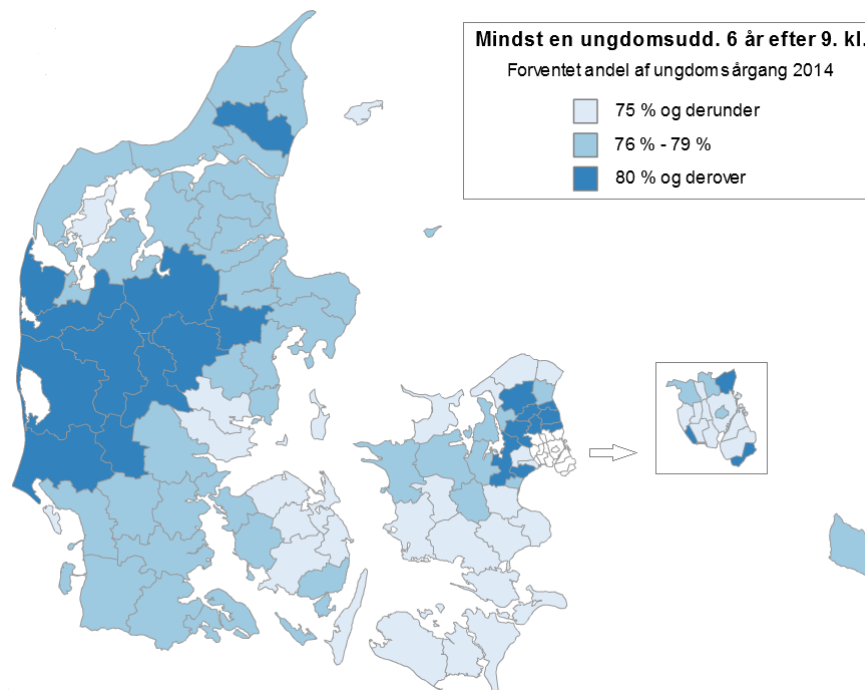 Mindst en ungdomsudd. 6 år efter 9. kl.
Forventet andel af ungdomsårgang 2014
75 % og derunder
76 % - 79 %
80 % og derover